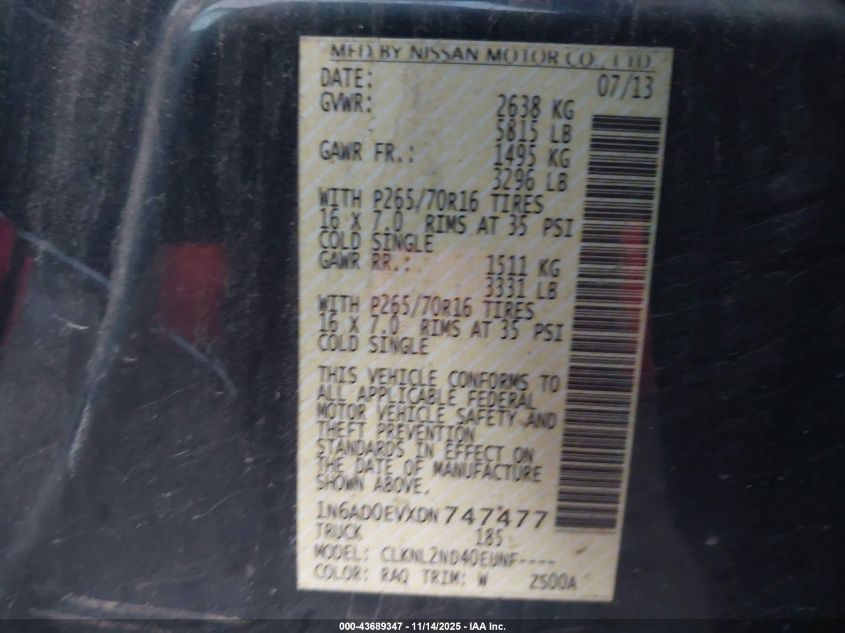 MFD BY NISSAN MOTOR CO., LTD
DATE: 07/13
GVWR: 2638 KG
5815 LB
GAWR FR.: 1495 KG
3296 LB
WITH P265/70R16 TIRES
16 X 7.0 RIMS AT 35 PSI
COLD SINGLE
GAWR RR.: 1511 KG
3331 LB
WITH P265/70R16 TIRES
16 X 7.0 RIMS AT 35 PSI
COLD SINGLE
THIS VEHICLE CONFORMS TO
ALL APPLICABLE FEDERAL
MOTOR VEHICLE SAFETY AND
THEFT PREVENTION
STANDARDS IN EFFECT ON
THE DATE OF MANUFACTURE
SHOWN ABOVE.
1N6AD0EVXDN747477
TRUCK 185
MODEL: CLKNL2ND40EUNF----
COLOR: RAQ TRIM: W ZS00A
000-43689347 - 11/14/2025 - IAA Inc.